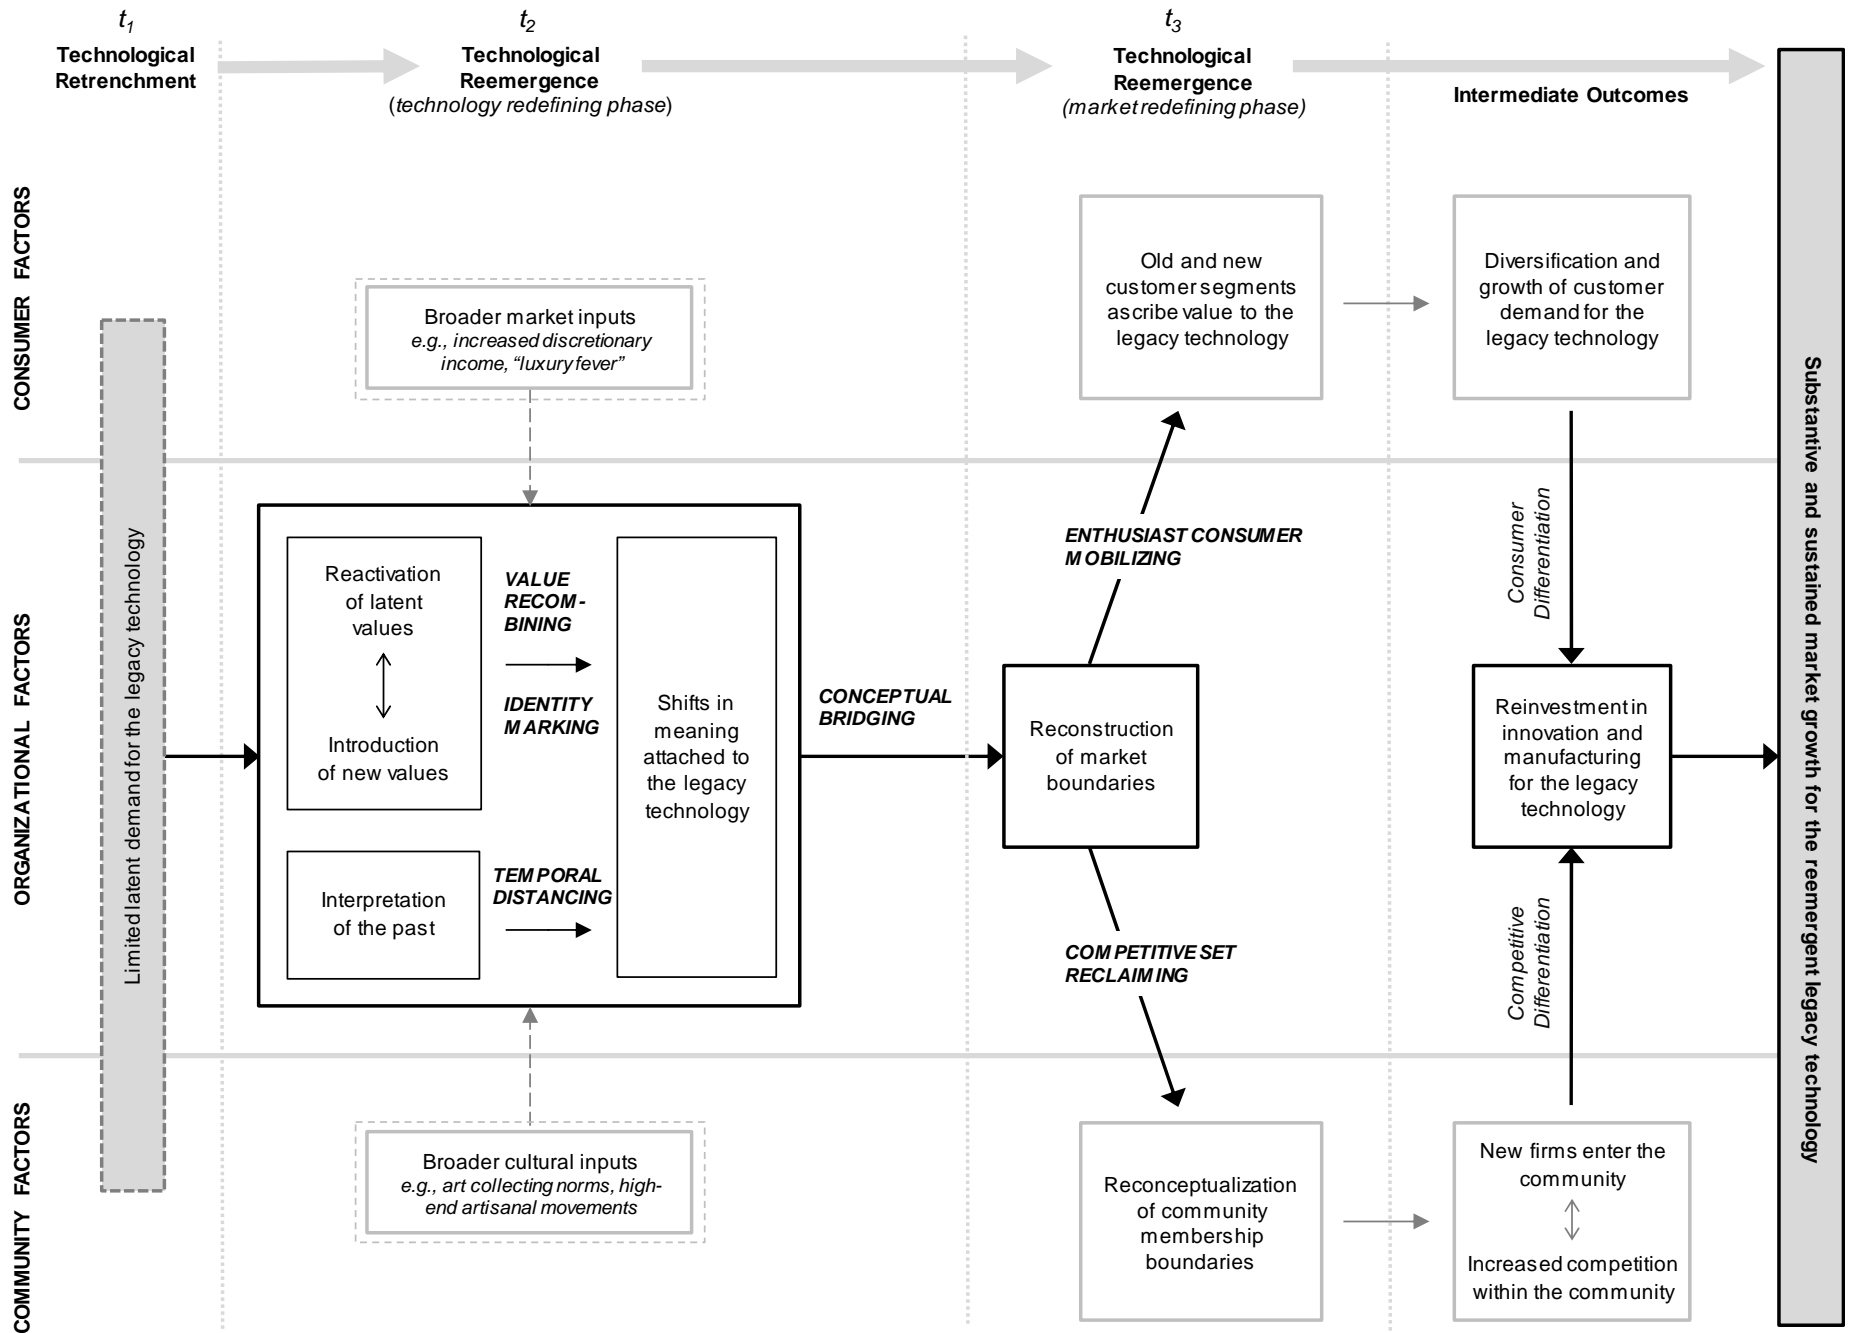 t1
Technological
Retrenchment
t2
Technological
Reemergence
(technology redefining phase)
t3
Technological
Reemergence
(market redefining phase)
Intermediate Outcomes
CONSUMER FACTORS
ORGANIZATIONAL FACTORS
COMMUNITY FACTORS
Limited latent demand for the legacy technology
Broader market inputs
e.g., increased discretionary
income, “luxury fever”
Reactivation
of latent
values
Introduction
of new values
VALUE
RECOM-
BINING
IDENTITY
MARKING
Interpretation
of the past
TEMPORAL
DISTANCING
Shifts in
meaning
attached to
the legacy
technology
Broader cultural inputs
e.g., art collecting norms, high-
end artisanal movements
CONCEPTUAL
BRIDGING
Reconstruction
of market
boundaries
ENTHUSIAST CONSUMER
MOBILIZING
COMPETITIVE SET
RECLAIMING
Old and new
customer segments
ascribe value to the
legacy technology
Reconceptualization
of community
membership
boundaries
Diversification and
growth of customer
demand for the
legacy technology
Consumer
Differentiation
Reinvestment in
innovation and
manufacturing
for the legacy
technology
Competitive
Differentiation
New firms enter the
community
Increased competition
within the community
Substantive and sustained market growth for the reemergent legacy technology